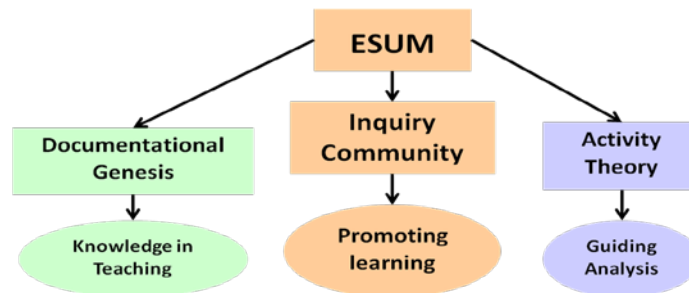 ESUM
Documentational
Genesis
Inquiry
Community
Activity
Theory
Knowledge in
Teaching
Promoting
learning
Guiding
Analysis